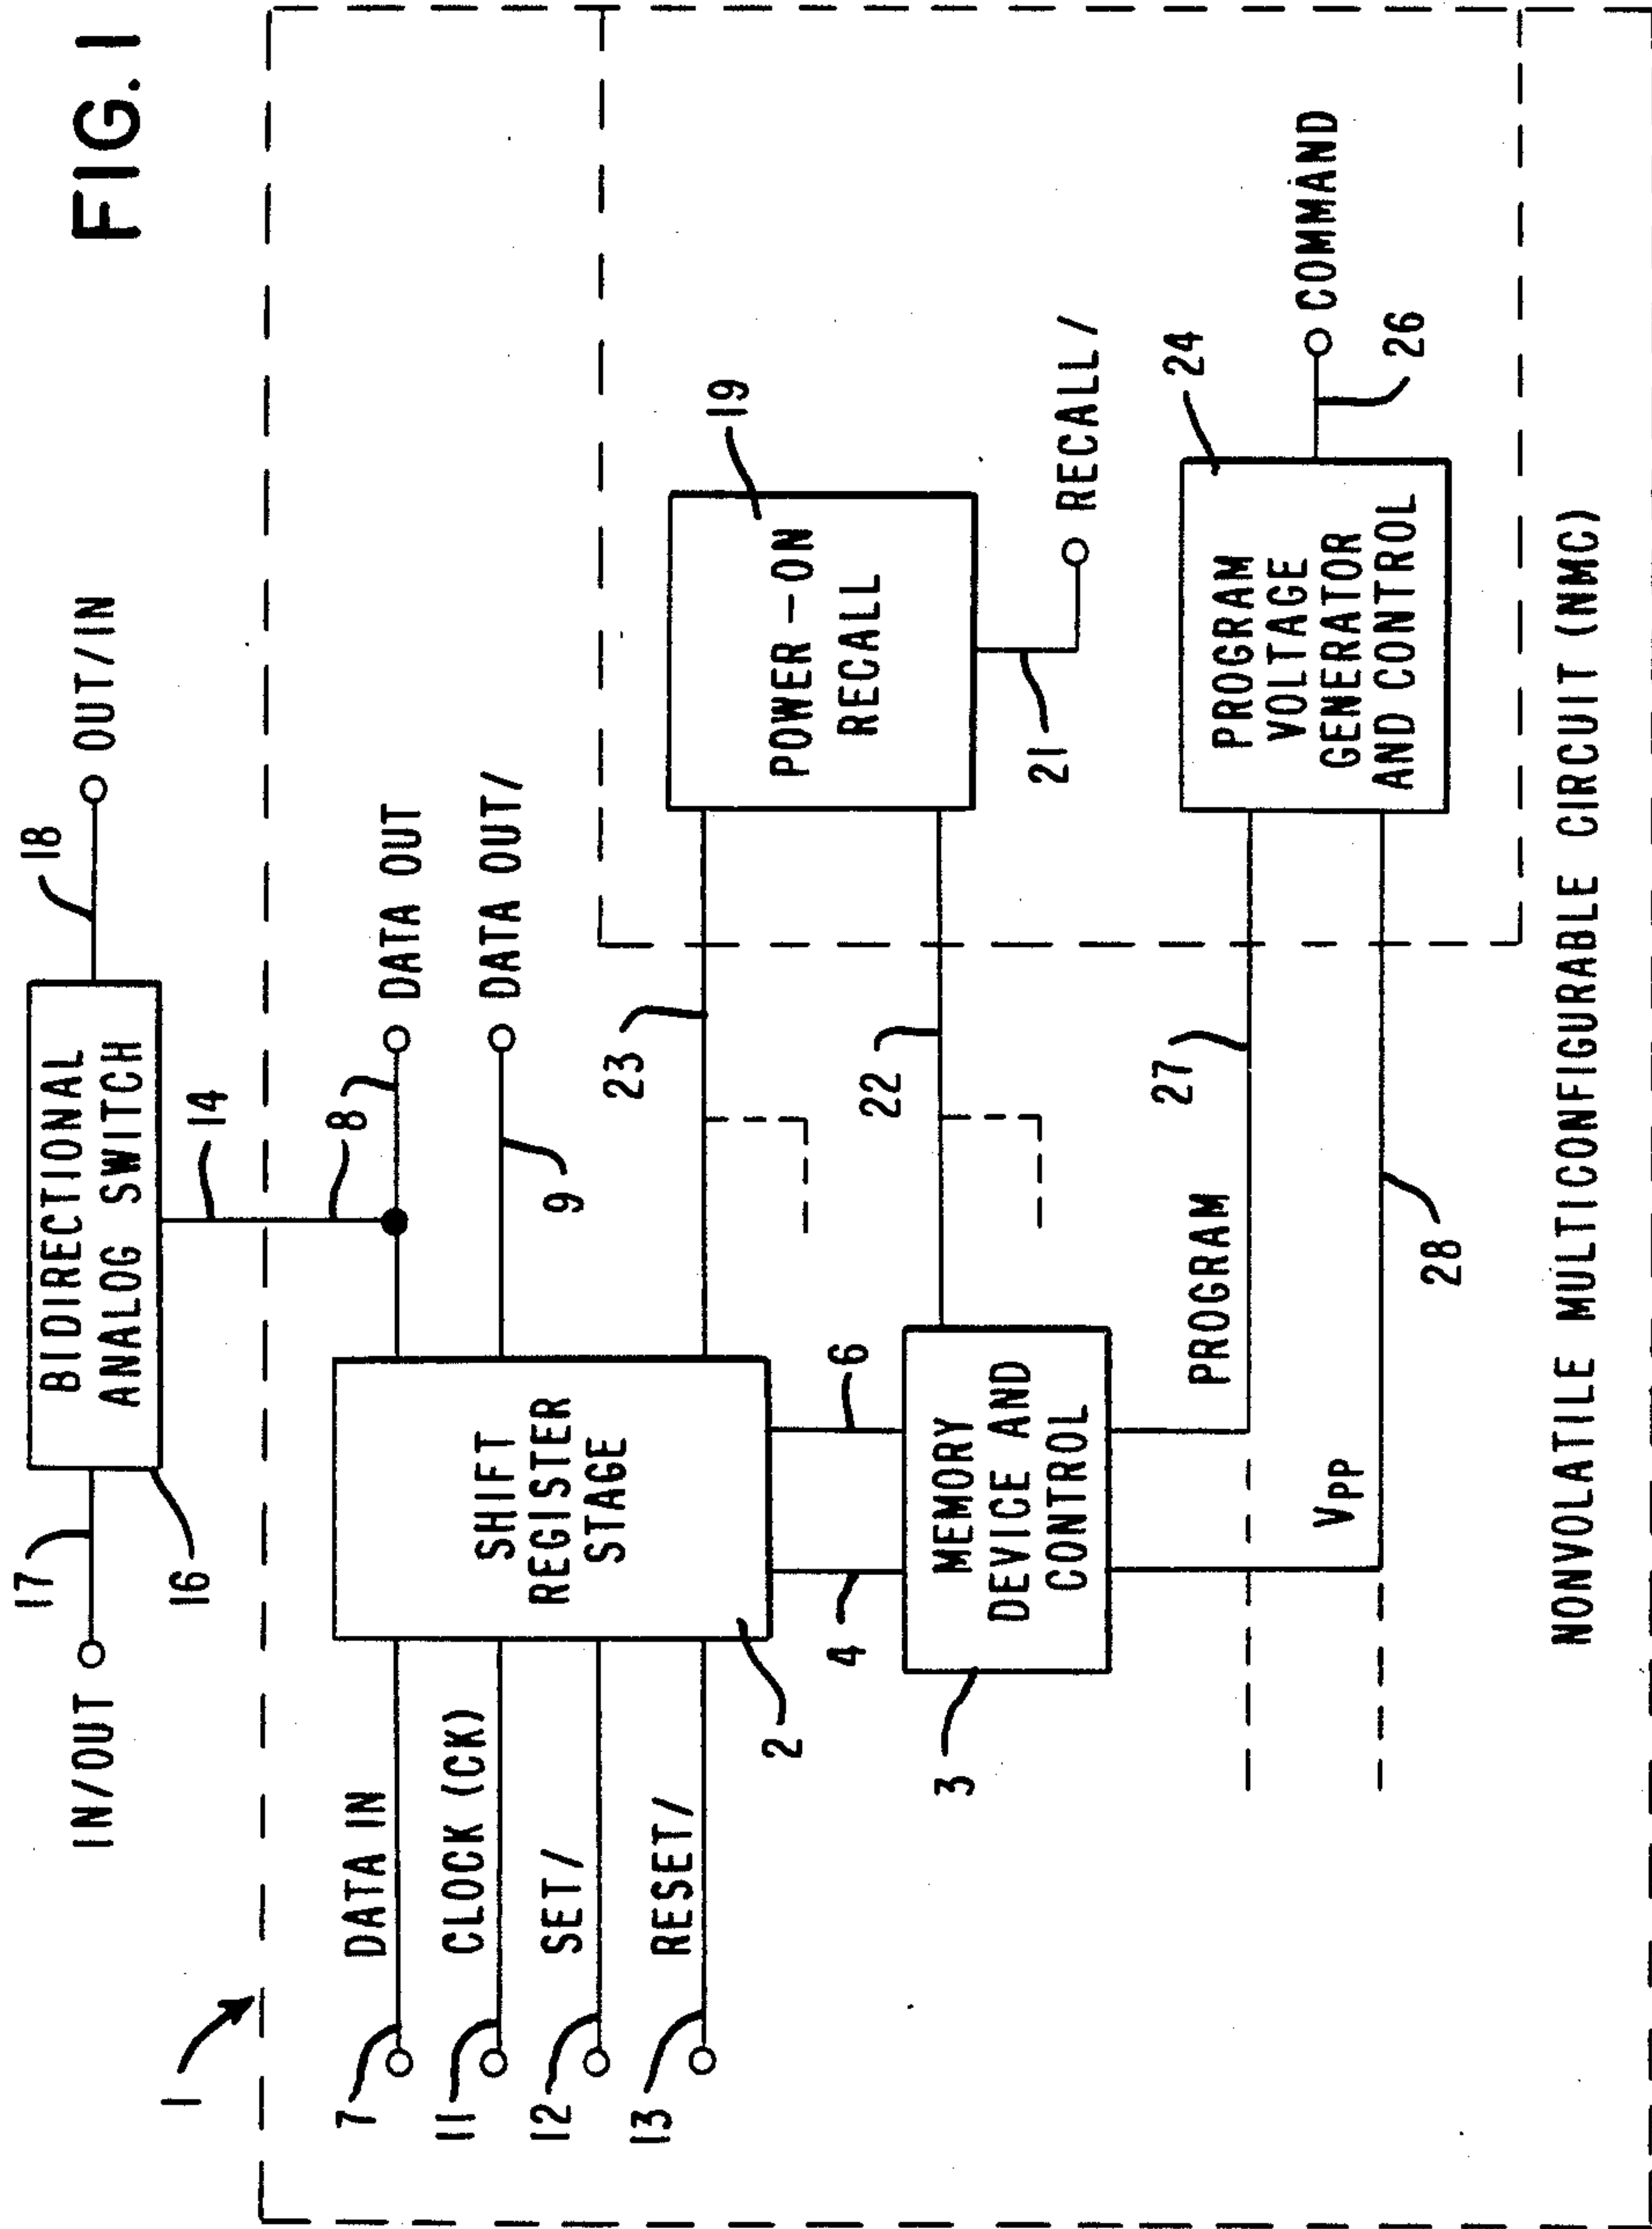 FIG. 1
IN/OUT
17
BIDIRECTIONAL
ANALOG SWITCH
16
18
OUT/IN
14
1
8
DATA IN
7
CLOCK (CK)
11
SET/
12
RESET/
13
SHIFT
REGISTER
STAGE
2
DATA OUT
DATA OUT/
9
23
POWER-ON
RECALL
19
4
6
22
21
RECALL/
MEMORY
DEVICE AND
CONTROL
3
PROGRAM
27
PROGRAM
VOLTAGE
GENERATOR
AND CONTROL
24
COMMAND
26
VPP
28
NONVOLATILE MULTICONFIGURABLE CIRCUIT (NMC)